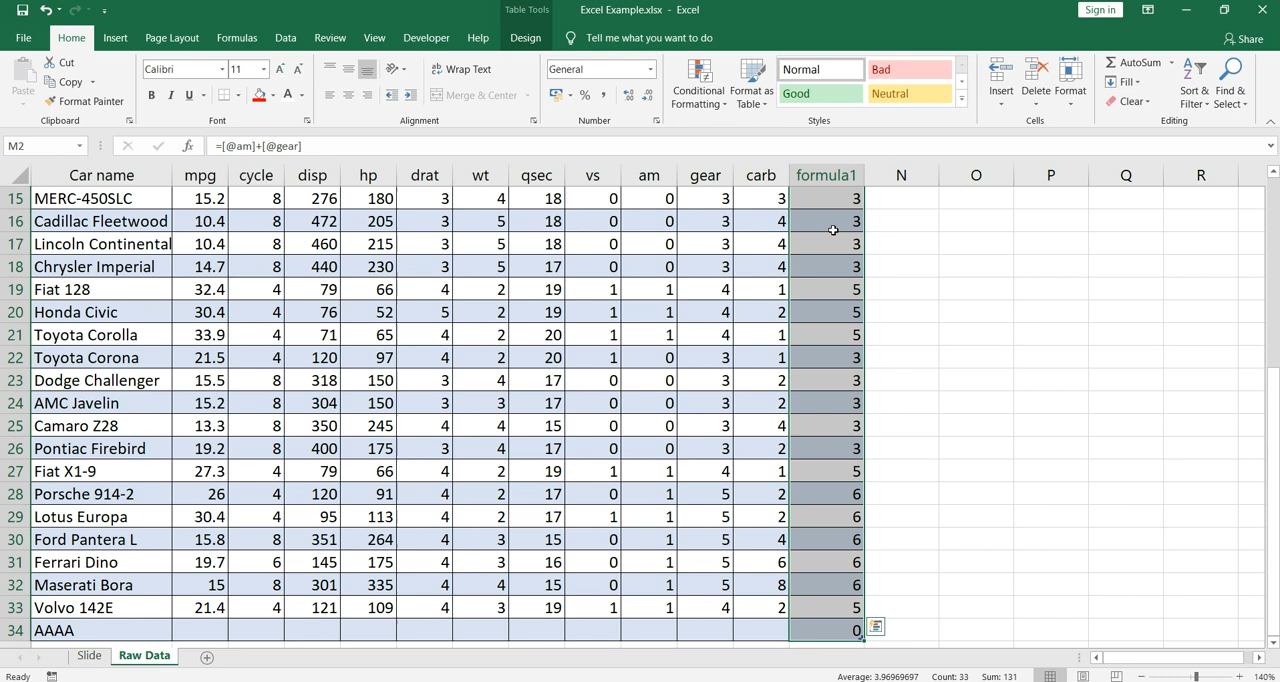 Table Tools Excel Example.xlsx - Excel Sign in
File Home Insert Page Layout Formulas Data Review View Developer Help Design Tell me what you want to do Share
Paste Cut Copy Format Painter
Clipboard
Calibri 11
B I U A
Font
Wrap Text
Merge & Center
Alignment
General
%
Number
Conditional Formatting Format as Table
Normal Bad
Good Neutral
Styles
Insert Delete Format
Cells
AutoSum
Fill
Clear
Sort & Filter Find & Select
Editing
M2 fx =[@am]+[@gear]
Car name mpg cycle disp hp drat wt qsec vs am gear carb formula1 N O P Q R
15 MERC-450SLC 15.2 8 276 180 3 4 18 0 0 3 3 3
16 Cadillac Fleetwood 10.4 8 472 205 3 5 18 0 0 3 4 3
17 Lincoln Continental 10.4 8 460 215 3 5 18 0 0 3 4 3
18 Chrysler Imperial 14.7 8 440 230 3 5 17 0 0 3 4 3
19 Fiat 128 32.4 4 79 66 4 2 19 1 1 4 1 5
20 Honda Civic 30.4 4 76 52 5 2 19 1 1 4 2 5
21 Toyota Corolla 33.9 4 71 65 4 2 20 1 1 4 1 5
22 Toyota Corona 21.5 4 120 97 4 2 20 1 0 3 1 3
23 Dodge Challenger 15.5 8 318 150 3 4 17 0 0 3 2 3
24 AMC Javelin 15.2 8 304 150 3 3 17 0 0 3 2 3
25 Camaro Z28 13.3 8 350 245 4 4 15 0 0 3 4 3
26 Pontiac Firebird 19.2 8 400 175 3 4 17 0 0 3 2 3
27 Fiat X1-9 27.3 4 79 66 4 2 19 1 1 4 1 5
28 Porsche 914-2 26 4 120 91 4 2 17 0 1 5 2 6
29 Lotus Europa 30.4 4 95 113 4 2 17 1 1 5 2 6
30 Ford Pantera L 15.8 8 351 264 4 3 15 0 1 5 4 6
31 Ferrari Dino 19.7 6 145 175 4 3 16 0 1 5 6 6
32 Maserati Bora 15 8 301 335 4 4 15 0 1 5 8 6
33 Volvo 142E 21.4 4 121 109 4 3 19 1 1 4 2 5
34 AAAA 0
Slide Raw Data
Ready Average: 3.96969697 Count: 33 Sum: 131 140%